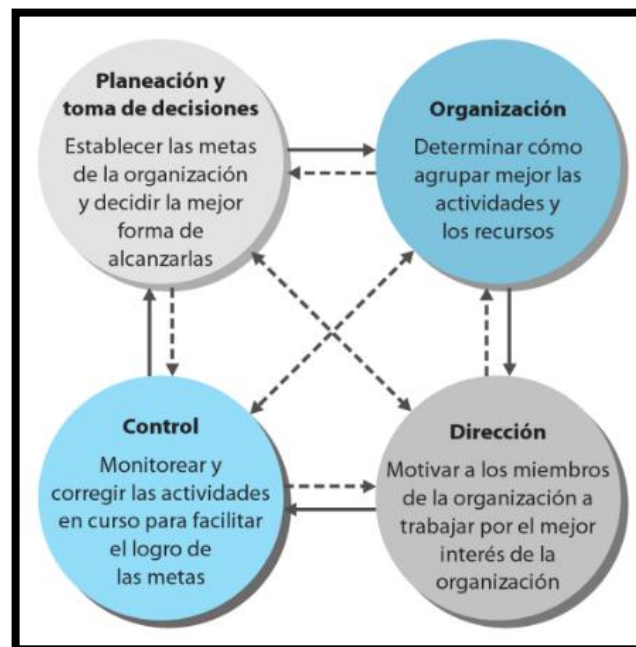 Planeación y
toma de decisiones
Establecer las metas
de la organización
y decidir la mejor
forma de
alcanzarlas
Organización
Determinar cómo
agrupar mejor las
actividades y
los recursos
Control
Monitorear y
corregir las actividades
en curso para facilitar
el logro de
las metas
Dirección
Motivar a los miembros
de la organización a
trabajar por el mejor
interés de la
organización